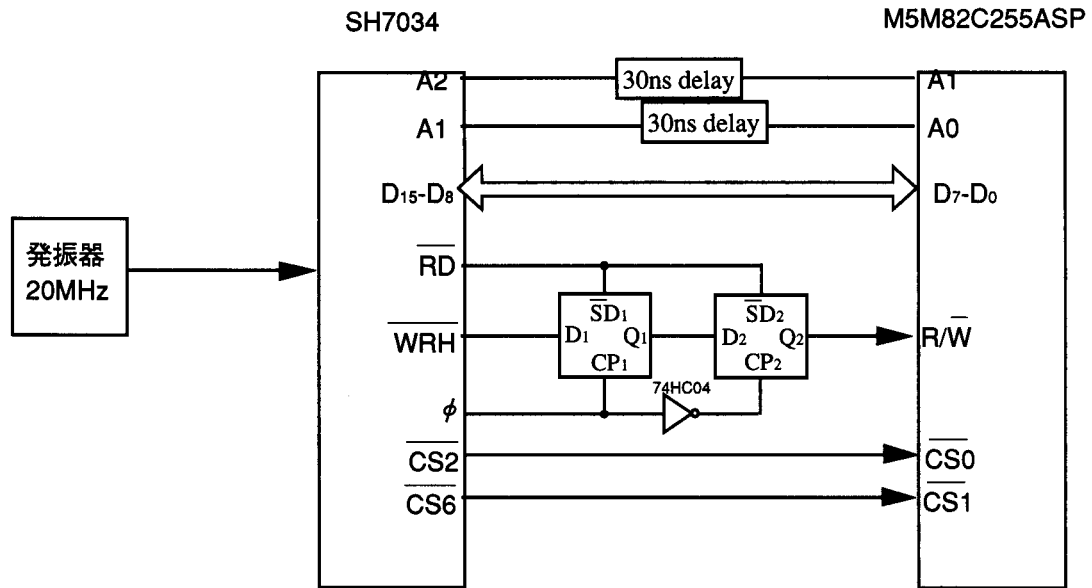 SH7034
M5M82C255ASP
A2
30ns delay
A1
A1
30ns delay
A0
D15-D8
D7-D0
発振器
20MHz
RD
SD1
SD2
WRH
D1
Q1
D2
Q2
R/W
CP1
CP2
74HC04
φ
CS2
CS0
CS6
CS1